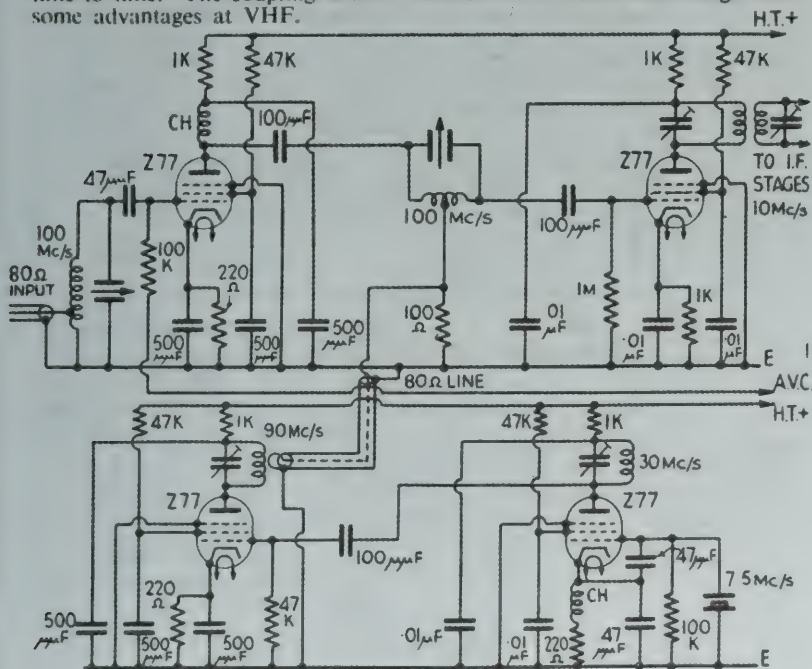 some advantages at VHF.
H.T.+
1K
47K
1K
47K
CH
100μμF
Z77
47μμF
Z77
TO I.F.
STAGES
10Mc/s
100
Mc/s
100 Mc/s
100μμF
80Ω
INPUT
100
K
220
Ω
100
Ω
1M
1K
500
μμF
500
μμF
500
μμF
.01
μF
.01
μF
.01
μF
E
80Ω LINE
A.V.C.
H.T.+
47K
1K
90Mc/s
47K
1K
30Mc/s
Z77
Z77
100μμF
47μμF
7.5Mc/s
220
Ω
47
K
CH
500
μμF
500
μμF
500
μμF
.01μF
.01
μF
220
Ω
47
μμF
100
K
E